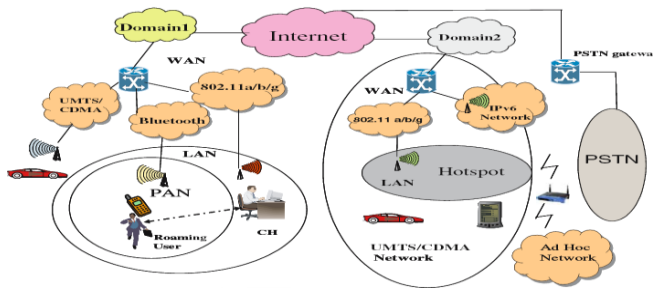 Domain1
Internet
Domain2
PSTN gatewa
WAN
UMTS/
CDMA
802.11a/b/g
Bluetooth
WAN
802.11 a/b/g
IPv6
Network
LAN
PAN
Roaming
User
CH
Hotspot
LAN
PSTN
UMTS/CDMA
Network
Ad Hoc
Network